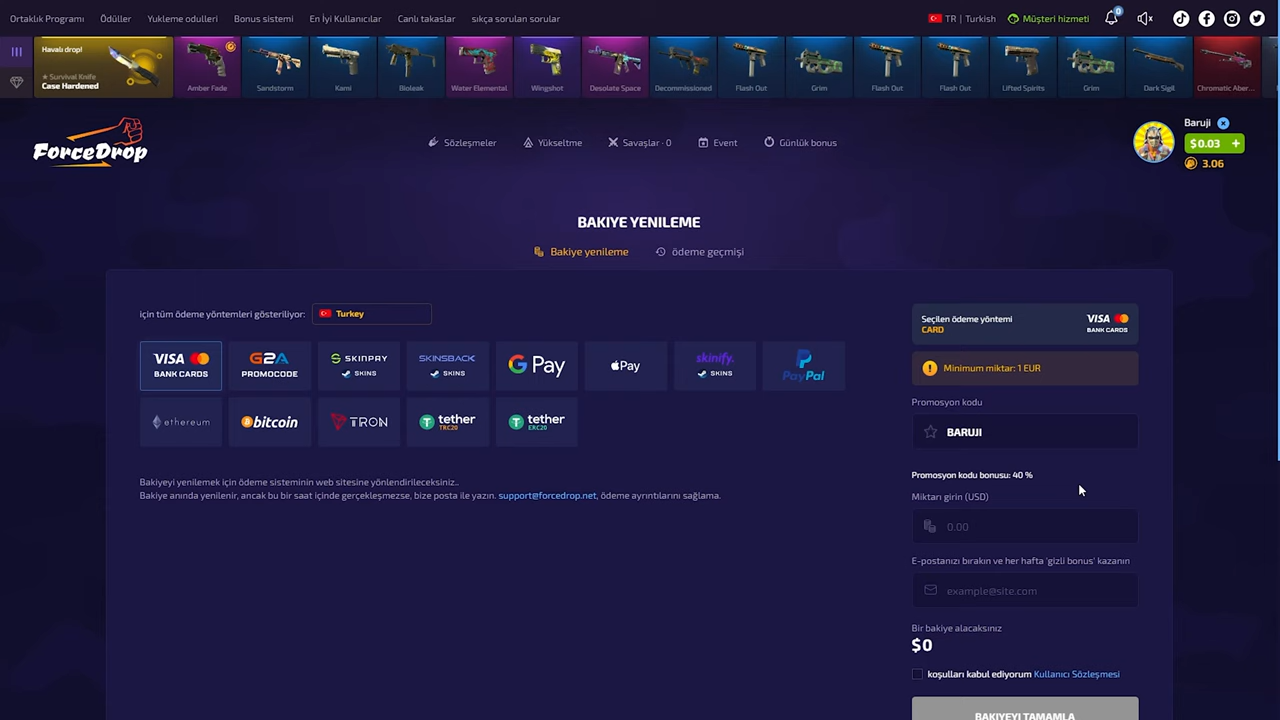 Ortaklık Programı Ödüller Yukleme odulleri Bonus sistemi En İyi Kullanıcılar Canlı takaslar sıkça sorulan sorular TR | Turkish Müşteri hizmeti 0
Havalı drop!
★ Survival Knife
Case Hardened
Amber Fade Sandstorm Kami Bioleak Water Elemental Wingshot Desolate Space Decommissioned Flash Out Grim Flash Out Flash Out Lifted Spirits Grim Dark Sigil Chromatic Aber...
ForceDrop
Sözleşmeler Yükseltme Savaşlar · 0 Event Günlük bonus
Baruji
$0.03 +
3.06
BAKIYE YENILEME
Bakiye yenileme ödeme geçmişi
için tüm ödeme yöntemleri gösteriliyor: Turkey
VISA BANK CARDS
G2A PROMOCODE
SKINPRY SKINS
SKINSBACK SKINS
G Pay
Pay
skinify. SKINS
PayPal
ethereum
bitcoin
TRON
tether TRC20
tether ERC20
Bakiyeyi yenilemek için ödeme sisteminin web sitesine yönlendirileceksiniz..
Bakiye anında yenilenir, ancak bu bir saat içinde gerçekleşmezse, bize posta ile yazın. support@forcedrop.net, ödeme ayrıntılarını sağlama.
Seçilen ödeme yöntemi
CARD
VISA
BANK CARDS
Minimum miktar: 1 EUR
Promosyon kodu
BARUJI
Promosyon kodu bonusu: 40 %
Miktarı girin (USD)
0.00
E-postanızı bırakın ve her hafta 'gizli bonus' kazanın
example@site.com
Bir bakiye alacaksınız
$0
koşulları kabul ediyorum Kullanıcı Sözleşmesi
BAKIYEYI TAMAMLA